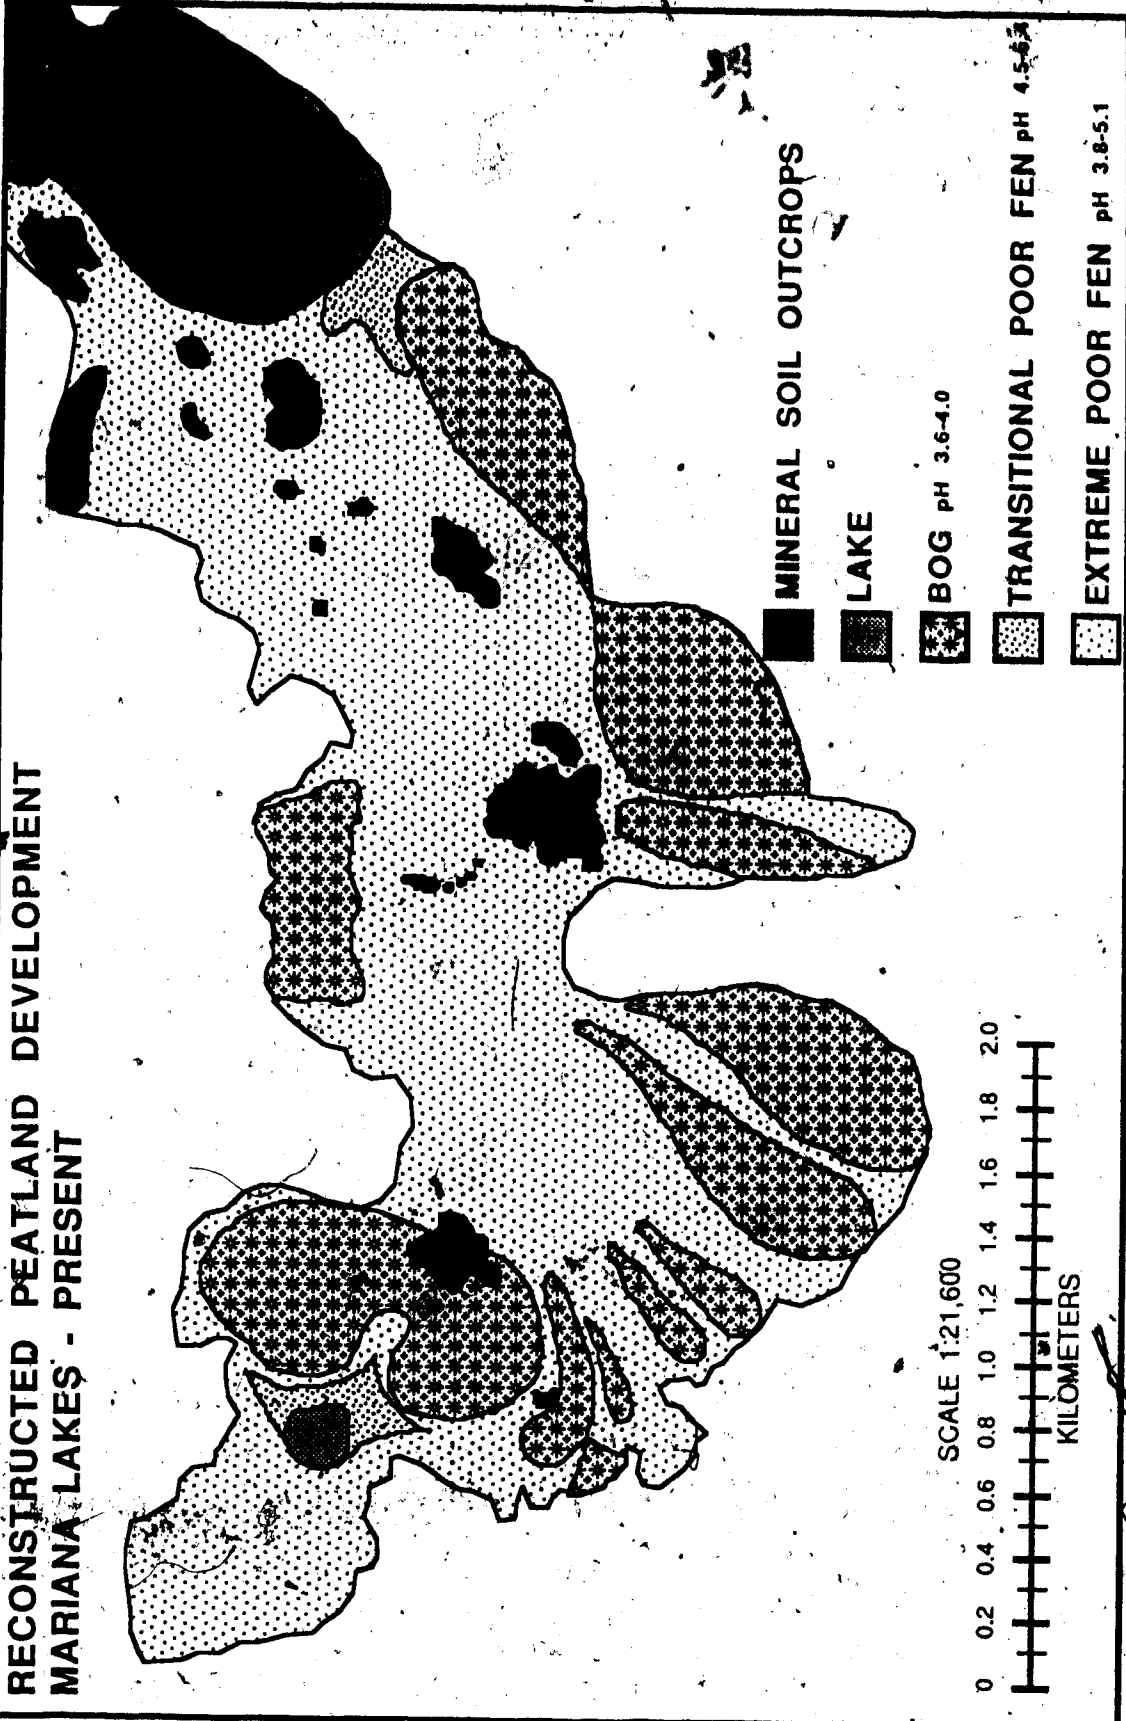 RECONSTRUCTED PEATLAND DEVELOPMENT
MARIANA LAKES - PRESENT
MINERAL SOIL OUTCROPS
LAKE
BOG pH 3.6-4.0
TRANSITIONAL POOR FEN pH 4.5-
EXTREME POOR FEN pH 3.8-5.1
SCALE 1:21,600
0 0.2 0.4 0.6 0.8 1.0 1.2 1.4 1.6 1.8 2.0
KILOMETERS